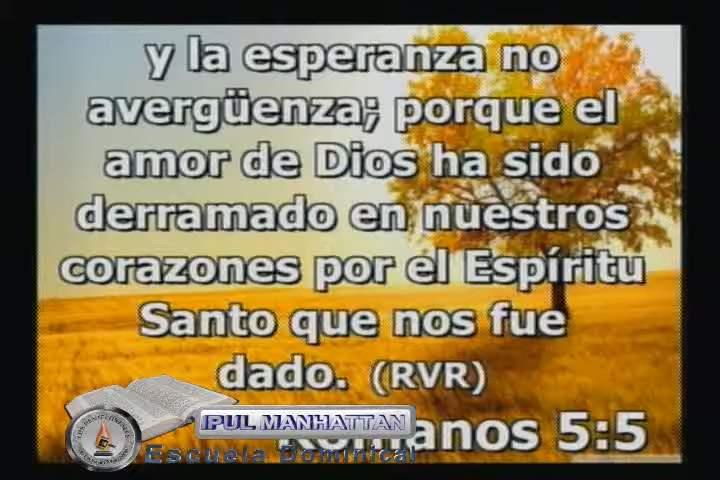 y la esperanza no
avergüenza; porque el
amor de Dios ha sido
derramado en nuestros
corazones por el Espíritu
Santo que nos fue
dado. (RVR)
Romanos 5:5
IPUL MANHATTAN
Escuela Dominical